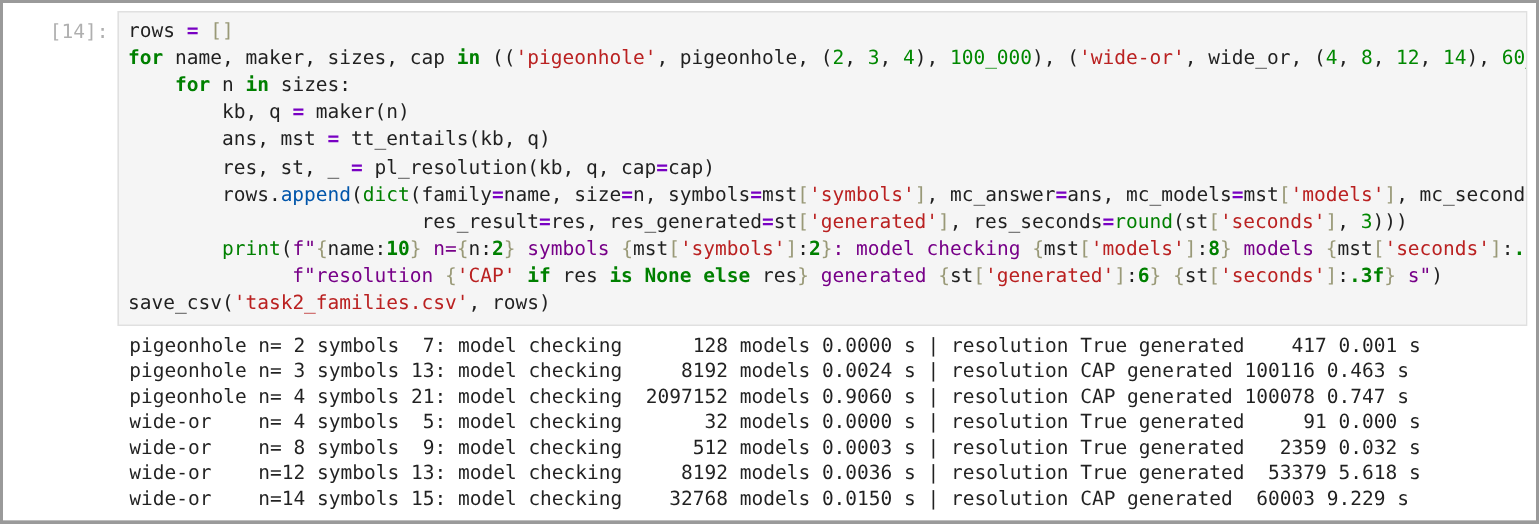 [14]:
rows = []
for name, maker, sizes, cap in (('pigeonhole', pigeonhole, (2, 3, 4), 100_000), ('wide-or', wide_or, (4, 8, 12, 14), 60_
    for n in sizes:
        kb, q = maker(n)
        ans, mst = tt_entails(kb, q)
        res, st, _ = pl_resolution(kb, q, cap=cap)
        rows.append(dict(family=name, size=n, symbols=mst['symbols'], mc_answer=ans, mc_models=mst['models'], mc_second
                         res_result=res, res_generated=st['generated'], res_seconds=round(st['seconds'], 3)))
        print(f"{name:10} n={n:2} symbols {mst['symbols']:2}: model checking {mst['models']:8} models {mst['seconds']:.
              f"resolution {'CAP' if res is None else res} generated {st['generated']:6} {st['seconds']:.3f} s")
save_csv('task2_families.csv', rows)
pigeonhole n= 2 symbols  7: model checking      128 models 0.0000 s | resolution True generated    417 0.001 s
pigeonhole n= 3 symbols 13: model checking     8192 models 0.0024 s | resolution CAP generated 100116 0.463 s
pigeonhole n= 4 symbols 21: model checking  2097152 models 0.9060 s | resolution CAP generated 100078 0.747 s
wide-or    n= 4 symbols  5: model checking       32 models 0.0000 s | resolution True generated     91 0.000 s
wide-or    n= 8 symbols  9: model checking      512 models 0.0003 s | resolution True generated   2359 0.032 s
wide-or    n=12 symbols 13: model checking     8192 models 0.0036 s | resolution True generated  53379 5.618 s
wide-or    n=14 symbols 15: model checking    32768 models 0.0150 s | resolution CAP generated  60003 9.229 s